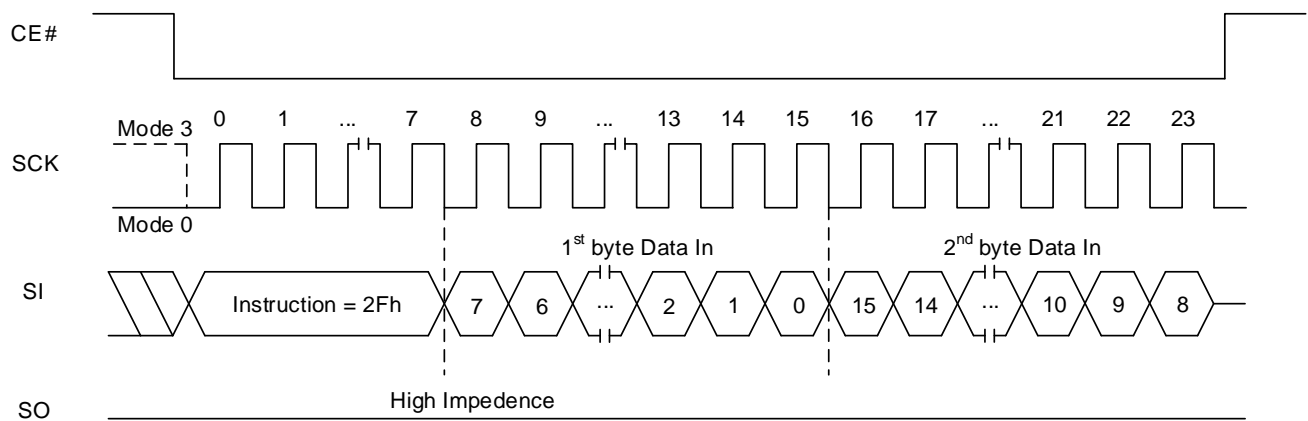 CE#
0 1 ... 7 8 9 ... 13 14 15 16 17 ... 21 22 23
Mode 3
SCK
Mode 0
1st byte Data In 2nd byte Data In
SI Instruction = 2Fh 7 6 ... 2 1 0 15 14 ... 10 9 8
High Impedence
SO